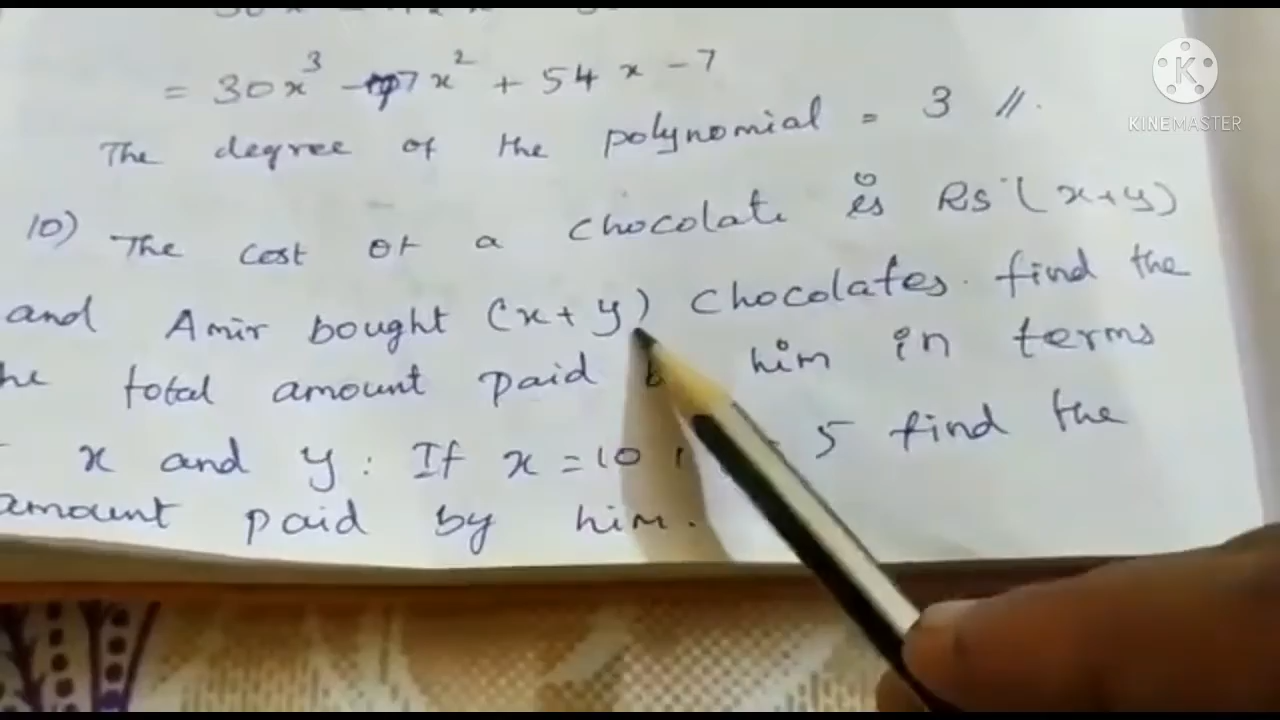 = 30x³ - 77x² + 54x - 7
KINEMASTER
The degree of the polynomial = 3 //.
10) The cost of a chocolate is Rs (x+y)
and Amir bought (x+y) chocolates. find the
he total amount paid him in terms
x and y: If x = 10 5 find the
amount paid by him.